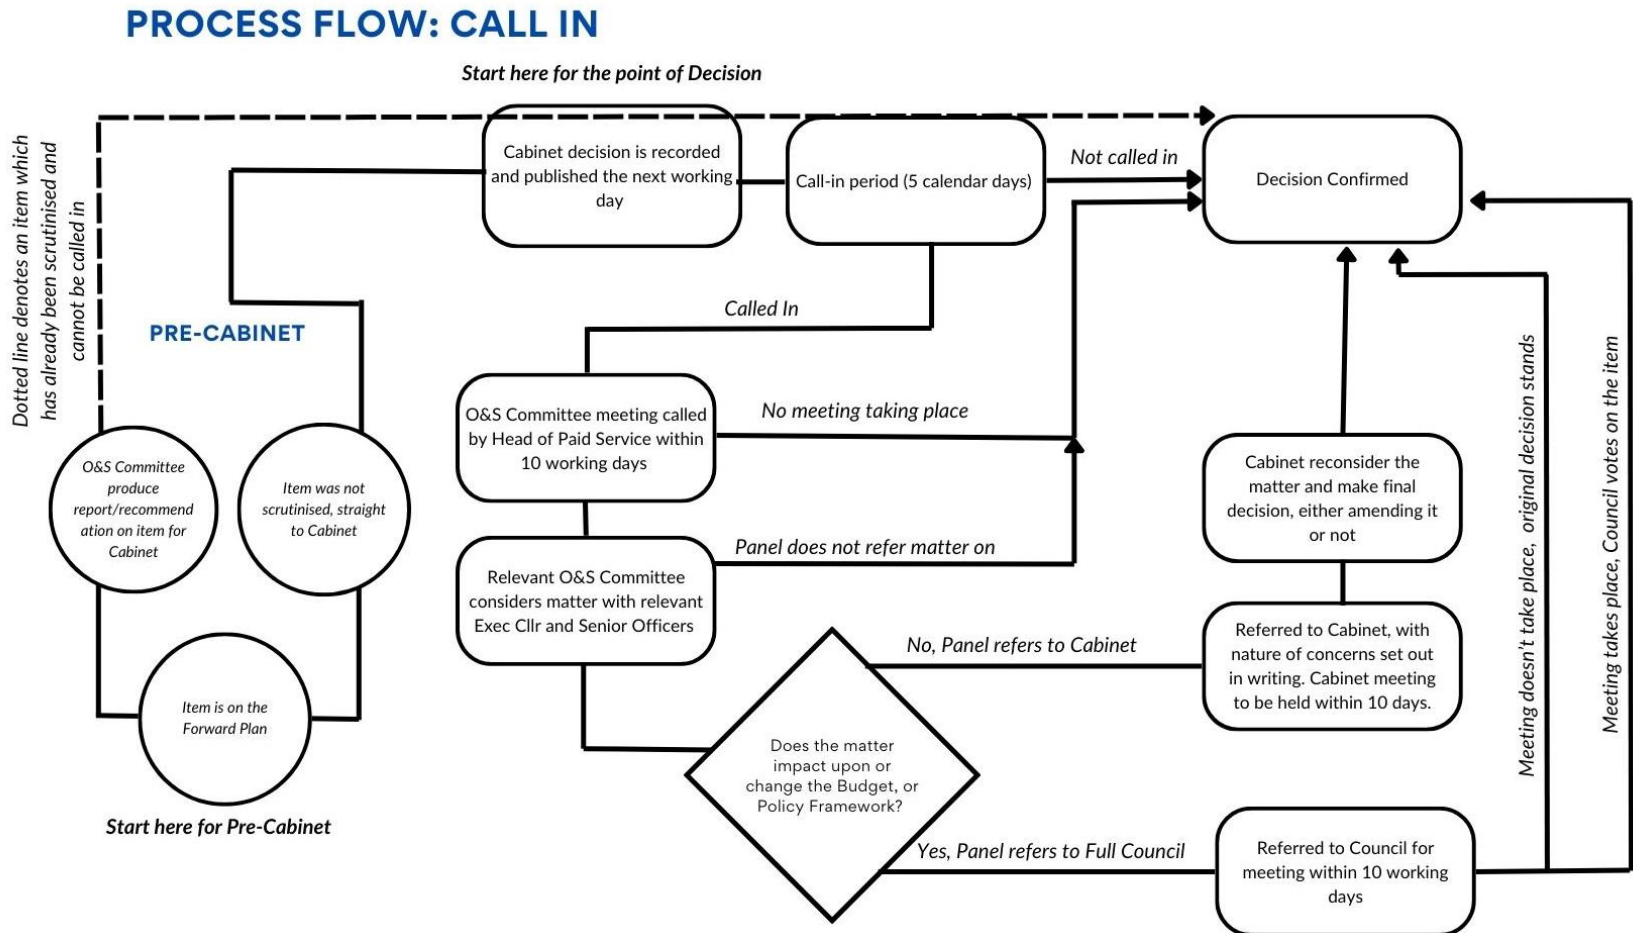 PROCESS FLOW: CALL IN
Start here for the point of Decision
Dotted line denotes an item which
has already been scrutinised and
cannot be called in
Cabinet decision is recorded
and published the next working
day
Call-in period (5 calendar days)
Not called in
Decision Confirmed
Called In
PRE-CABINET
O&S Committee
produce
report/recommend
ation on item for
Cabinet
Item was not
scrutinised, straight
to Cabinet
Item is on the
Forward Plan
Start here for Pre-Cabinet
O&S Committee meeting called
by Head of Paid Service within
10 working days
No meeting taking place
Relevant O&S Committee
considers matter with relevant
Exec Cllr and Senior Officers
Panel does not refer matter on
Does the matter
impact upon or
change the Budget, or
Policy Framework?
No, Panel refers to Cabinet
Cabinet reconsider the
matter and make final
decision, either amending it
or not
Referred to Cabinet, with
nature of concerns set out
in writing. Cabinet meeting
to be held within 10 days.
Yes, Panel refers to Full Council
Referred to Council for
meeting within 10 working
days
Meeting doesn't take place, original decision stands
Meeting takes place, Council votes on the item